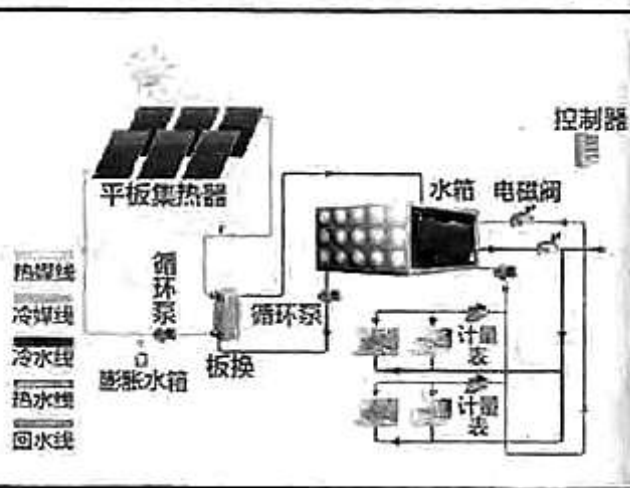 控制器
平板集热器
水箱
电磁阀
热媒线
冷媒线
冷水线
热水线
回水线
循环泵
膨胀水箱
板换
循环泵
计量表
计量表